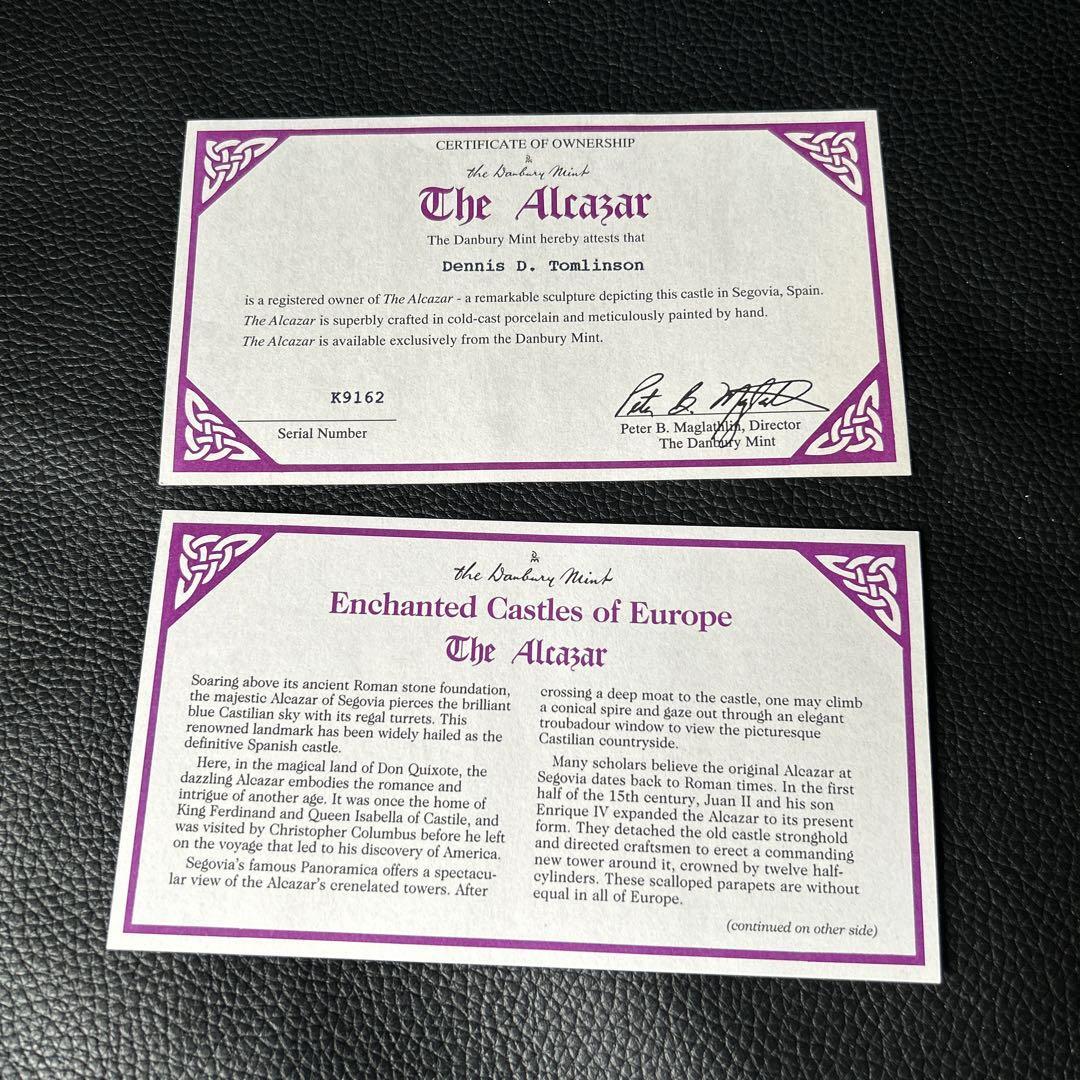 CERTIFICATE OF OWNERSHIP
DM
the Danbury Mint
The Alcazar
The Danbury Mint hereby attests that
Dennis D. Tomlinson
is a registered owner of The Alcazar - a remarkable sculpture depicting this castle in Segovia, Spain.
The Alcazar is superbly crafted in cold-cast porcelain and meticulously painted by hand.
The Alcazar is available exclusively from the Danbury Mint.
K9162
Serial Number
Peter B. Maglathlin
Peter B. Maglathlin, Director
The Danbury Mint
DM
the Danbury Mint
Enchanted Castles of Europe
The Alcazar
Soaring above its ancient Roman stone foundation,
the majestic Alcazar of Segovia pierces the brilliant
blue Castilian sky with its regal turrets. This
renowned landmark has been widely hailed as the
definitive Spanish castle.
Here, in the magical land of Don Quixote, the
dazzling Alcazar embodies the romance and
intrigue of another age. It was once the home of
King Ferdinand and Queen Isabella of Castile, and
was visited by Christopher Columbus before he left
on the voyage that led to his discovery of America.
Segovia's famous Panoramica offers a spectacu-
lar view of the Alcazar's crenelated towers. After
crossing a deep moat to the castle, one may climb
a conical spire and gaze out through an elegant
troubadour window to view the picturesque
Castilian countryside.
Many scholars believe the original Alcazar at
Segovia dates back to Roman times. In the first
half of the 15th century, Juan II and his son
Enrique IV expanded the Alcazar to its present
form. They detached the old castle stronghold
and directed craftsmen to erect a commanding
new tower around it, crowned by twelve half-
cylinders. These scalloped parapets are without
equal in all of Europe.
(continued on other side)